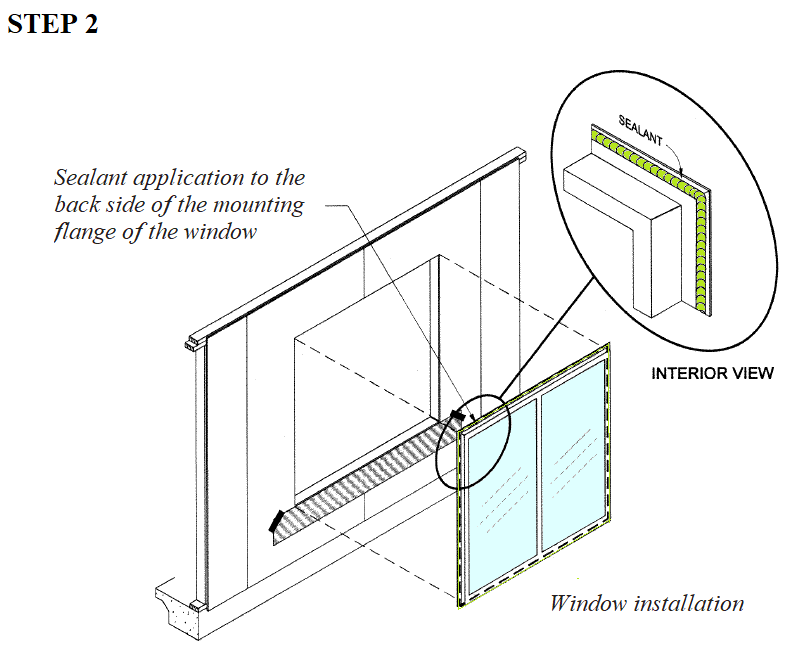 STEP 2
SEALANT
Sealant application to the
back side of the mounting
flange of the window
INTERIOR VIEW
Window installation